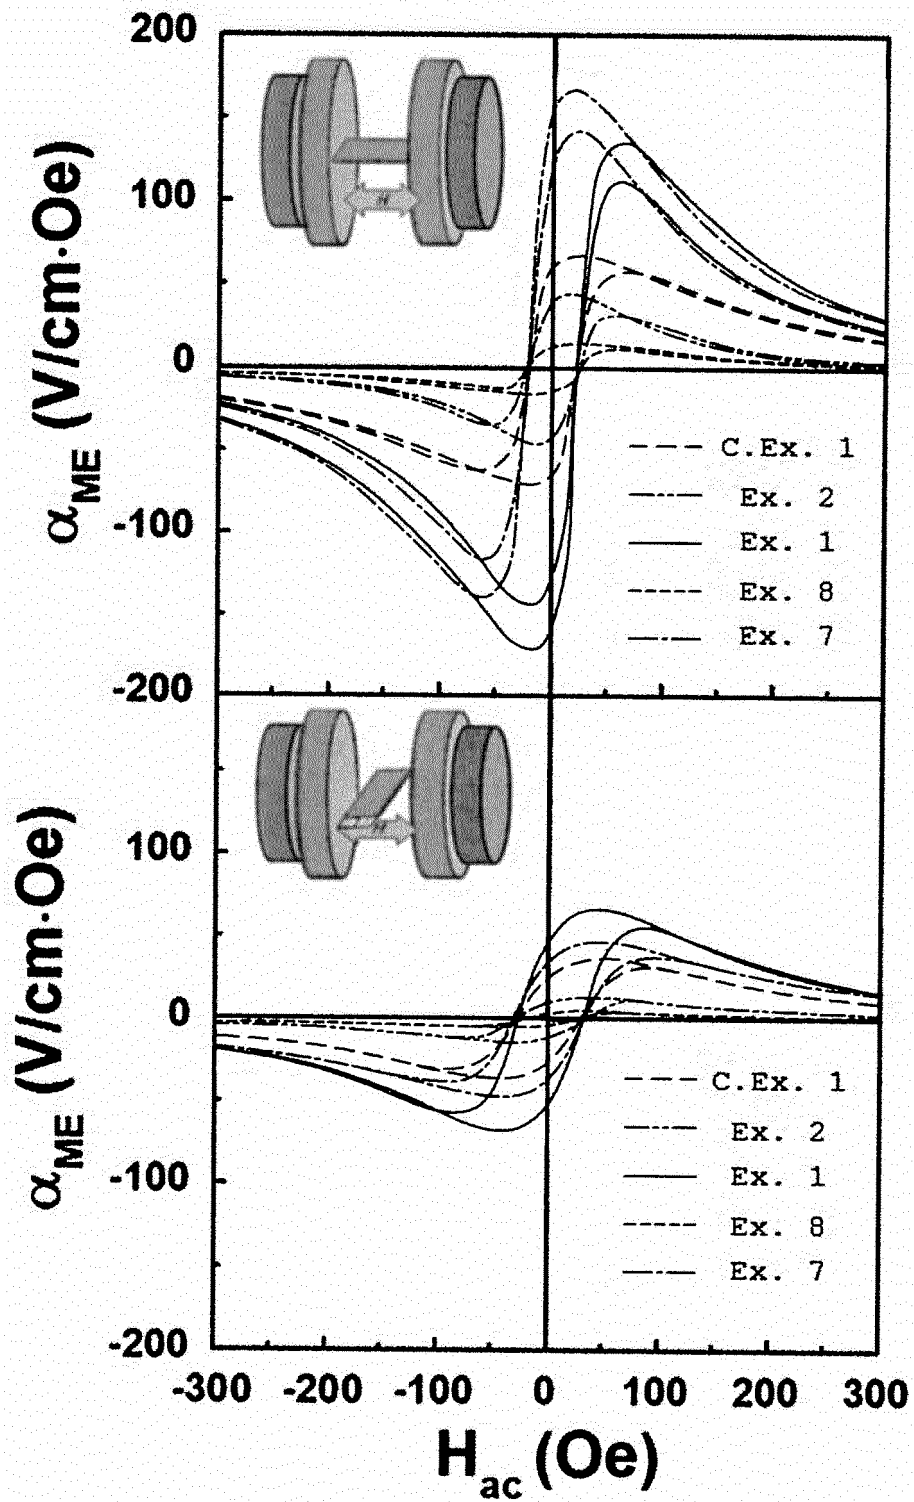 200
100
0
-100
-200
α_ME (V/cm·Oe)
H
C.Ex. 1
Ex. 2
Ex. 1
Ex. 8
Ex. 7
100
0
-100
-200
α_ME (V/cm·Oe)
H
C.Ex. 1
Ex. 2
Ex. 1
Ex. 8
Ex. 7
-300 -200 -100 0 100 200 300
H_ac (Oe)